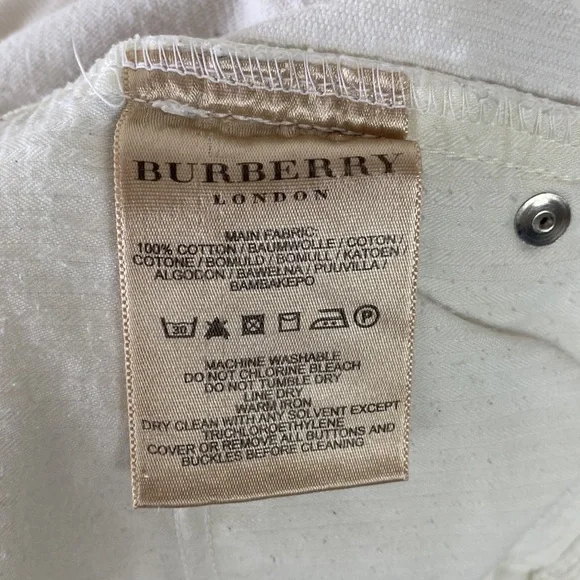 BURBERRY
LONDON
MAIN FABRIC:
100% COTTON / BAUMWOLLE / COTON /
COTONE / BOMULD / BOMULL / KATOEN /
ALGODON / BAWEŁNA / PUUVILLA /
BAMBAKEPO
30 P
MACHINE WASHABLE
DO NOT CHLORINE BLEACH
DO NOT TUMBLE DRY
LINE DRY
WARM IRON
DRY CLEAN WITH ANY SOLVENT EXCEPT
TRICHLOROETHYLENE
COVER OR REMOVE ALL BUTTONS AND
BUCKLES BEFORE CLEANING